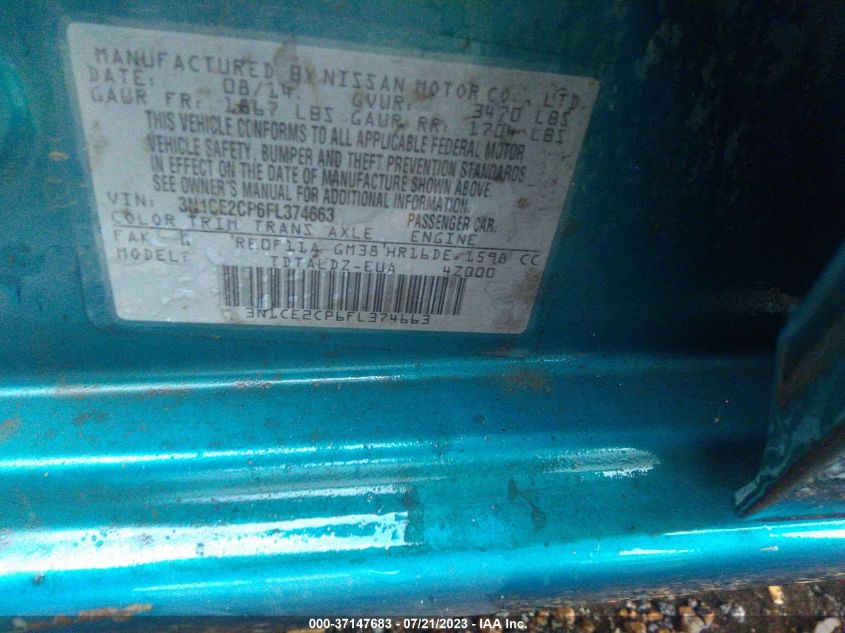 MANUFACTURED BY NISSAN MOTOR CO., LTD.
DATE: 08/14 GVWR: 3470 LBS
GAWR FR: 1867 LBS GAWR RR: 1704 LBS
THIS VEHICLE CONFORMS TO ALL APPLICABLE FEDERAL MOTOR
VEHICLE SAFETY, BUMPER AND THEFT PREVENTION STANDARDS
IN EFFECT ON THE DATE OF MANUFACTURE SHOWN ABOVE
SEE OWNER'S MANUAL FOR ADDITIONAL INFORMATION.
VIN: 3N1CE2CP6FL374663 PASSENGER CAR.
COLOR TRIM TRANS AXLE ENGINE
FAK G RE0F11A GM38 HR16DE 1598 CC
MODEL: TDTALDZ-EUA 4Z000
3N1CE2CP6FL374663
000-37147683 - 07/21/2023 - IAA Inc.